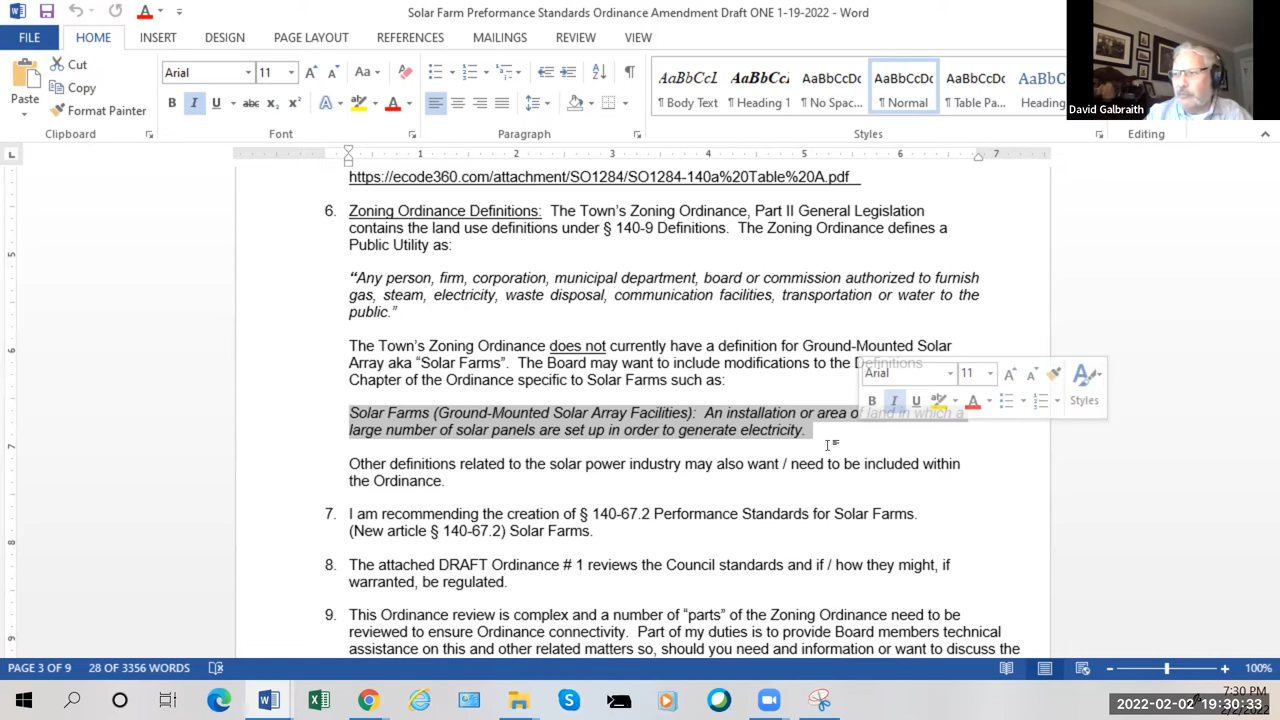 Solar Farm Preformance Standards Ordinance Amendment Draft ONE 1-19-2022 - Word
FILE HOME INSERT DESIGN PAGE LAYOUT REFERENCES MAILINGS REVIEW VIEW
David Galbraith
Paste
Cut
Copy
Format Painter
Clipboard
Arial 11
Font
Paragraph
AaBbCcI AaBbCcI AaBbCcDc AaBbCcDc AaBbCcDc AaBbC
¶ Body Text ¶ Heading ¶ No Spac... ¶ Normal ¶ Table Pa... Heading
Styles
Editing
1 2 3 4 5 6 7
https://ecode360.com/attachment/SO1284/SO1284-140a%20Table%20A.pdf
6. Zoning Ordinance Definitions: The Town's Zoning Ordinance, Part II General Legislation
contains the land use definitions under § 140-9 Definitions. The Zoning Ordinance defines a
Public Utility as:
“Any person, firm, corporation, municipal department, board or commission authorized to furnish
gas, steam, electricity, waste disposal, communication facilities, transportation or water to the
public.”
The Town's Zoning Ordinance does not currently have a definition for Ground-Mounted Solar
Array aka “Solar Farms”. The Board may want to include modifications to the Definitions
Chapter of the Ordinance specific to Solar Farms such as:
Arial 11
Styles
Solar Farms (Ground-Mounted Solar Array Facilities): An installation or area of land in which a
large number of solar panels are set up in order to generate electricity.
Other definitions related to the solar power industry may also want / need to be included within
the Ordinance.
7. I am recommending the creation of § 140-67.2 Performance Standards for Solar Farms.
(New article § 140-67.2) Solar Farms.
8. The attached DRAFT Ordinance # 1 reviews the Council standards and if / how they might, if
warranted, be regulated.
9. This Ordinance review is complex and a number of “parts” of the Zoning Ordinance need to be
reviewed to ensure Ordinance connectivity. Part of my duties is to provide Board members technical
assistance on this and other related matters so, should you need and information or want to discuss the
PAGE 3 OF 9 28 OF 3356 WORDS
100%
7:30 PM
2022-02-02 19:30:33